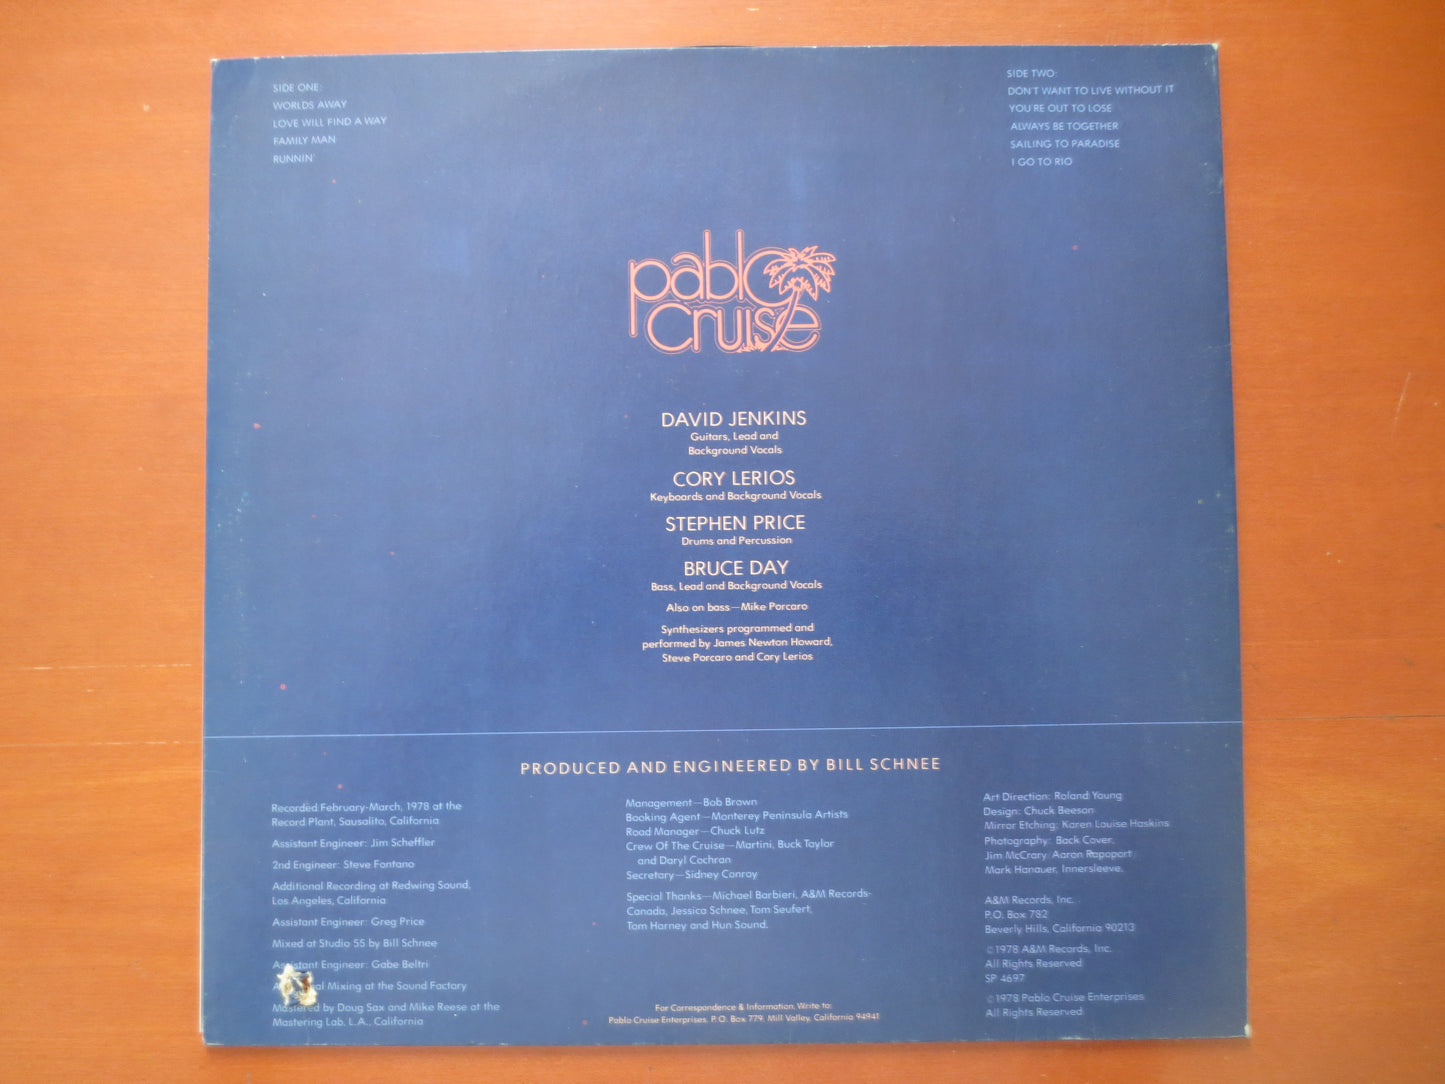 SIDE ONE:
WORLDS AWAY
LOVE WILL FIND A WAY
FAMILY MAN
RUNNIN'
SIDE TWO:
DON'T WANT TO LIVE WITHOUT IT
YOU'RE OUT TO LOSE
ALWAYS BE TOGETHER
SAILING TO PARADISE
I GO TO RIO
pablo
cruise
DAVID JENKINS
Guitars, Lead and
Background Vocals
CORY LERIOS
Keyboards and Background Vocals
STEPHEN PRICE
Drums and Percussion
BRUCE DAY
Bass, Lead and Background Vocals
Also on bass—Mike Porcaro
Synthesizers programmed and
performed by James Newton Howard,
Steve Porcaro and Cory Lerios
PRODUCED AND ENGINEERED BY BILL SCHNEE
Recorded February-March, 1978 at the
Record Plant, Sausalito, California
Assistant Engineer: Jim Scheffler
2nd Engineer: Steve Fontano
Additional Recording at Redwing Sound,
Los Angeles, California
Assistant Engineer: Greg Price
Mixed at Studio 55 by Bill Schnee
Assistant Engineer: Gabe Beltri
Mixing at the Sound Factory
Mastered by Doug Sax and Mike Reese at the
Mastering Lab, L.A., California
Management—Bob Brown
Booking Agent—Monterey Peninsula Artists
Road Manager—Chuck Lutz
Crew Of The Cruise—Martini, Buck Taylor
and Daryl Cochran
Secretary—Sidney Conroy
Special Thanks—Michael Barbieri, A&M Records-
Canada, Jessica Schnee, Tom Seufert,
Tom Harney and Hun Sound.
For Correspondence & Information, Write to:
Pablo Cruise Enterprises, P.O. Box 779, Mill Valley, California 94941
Art Direction: Roland Young
Design: Chuck Beeson
Mirror Etching: Karen Louise Haskins
Photography: Back Cover,
Jim McCrary. Aaron Rapoport,
Mark Hanauer, Innersleeve.
A&M Records, Inc.
P.O. Box 782
Beverly Hills, California 90213
©1978 A&M Records, Inc.
All Rights Reserved
SP 4697
©1978 Pablo Cruise Enterprises
All Rights Reserved